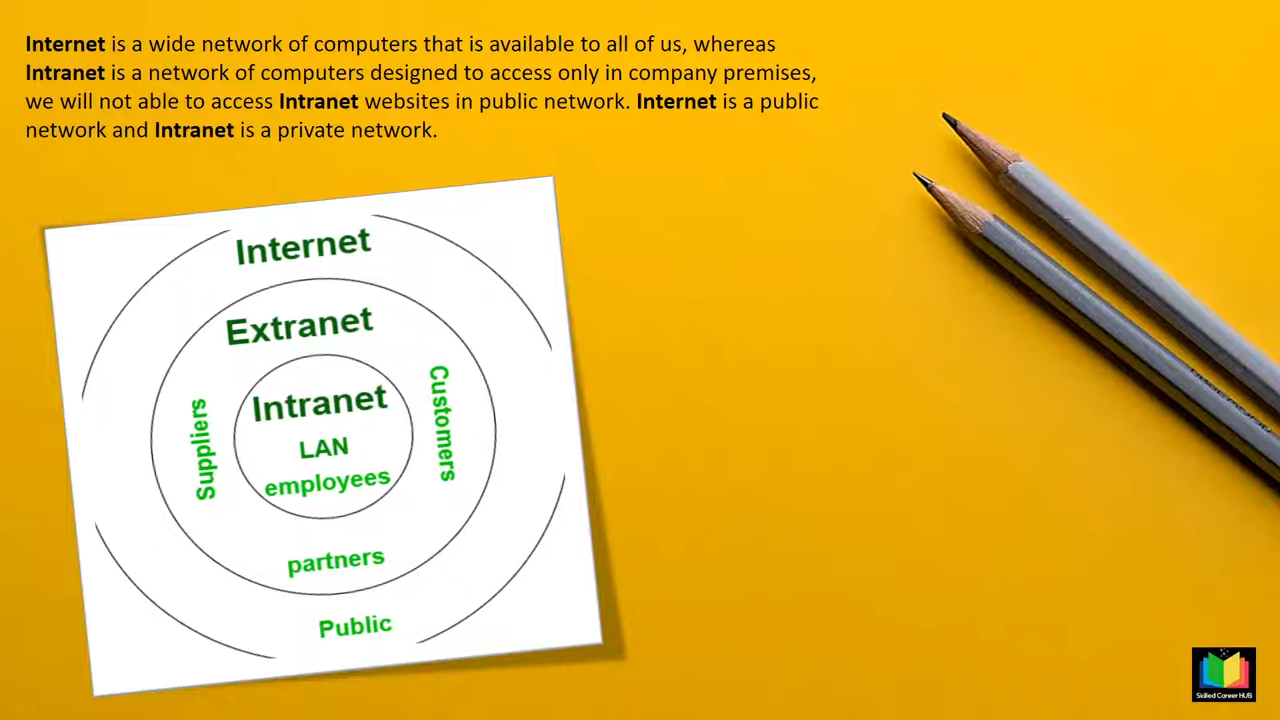 Internet is a wide network of computers that is available to all of us, whereas
Intranet is a network of computers designed to access only in company premises,
we will not able to access Intranet websites in public network. Internet is a public
network and Intranet is a private network.
Internet
Extranet
Intranet
LAN
employees
Suppliers
Customers
partners
Public
Skilled Career HUB